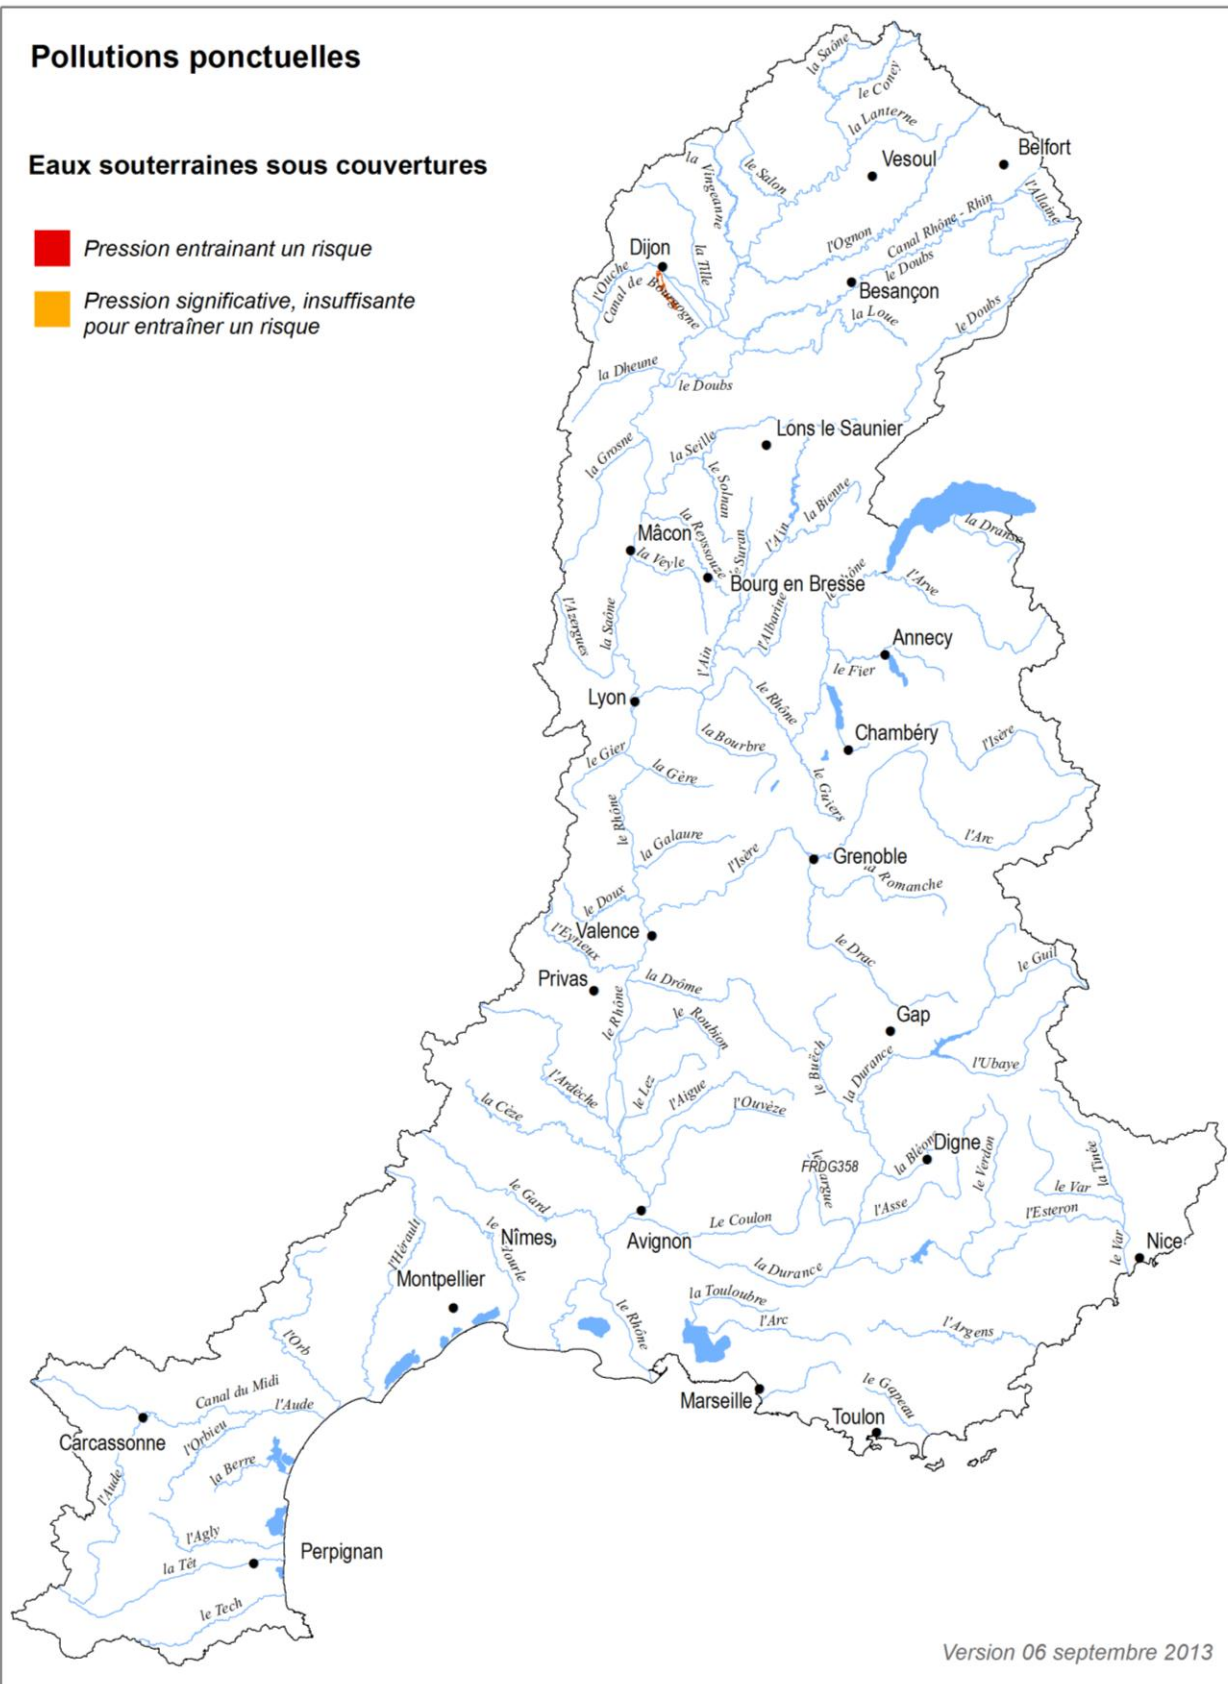 Pollutions ponctuelles
Eaux souterraines sous couvertures
Pression entrainant un risque
Pression significative, insuffisante
pour entraîner un risque
la Saône
le Coney
la Lanterne
Vesoul
Belfort
la Vingeanne
le Salon
l'Allaine
l'Ognon
Canal Rhône - Rhin
Dijon
la Tille
l'Ouche
Canal de Bourgogne
le Doubs
Besançon
la Loue
le Doubs
la Dheune
le Doubs
Lons le Saunier
la Grosne
la Seille
le Solnan
la Bienne
la Dranse
Mâcon
la Reyssouze
Suran
l'Ain
la Veyle
Bourg en Bresse
le Rhône
l'Arve
l'Azergues
la Saône
l'Albarine
Annecy
l'Ain
le Fier
Lyon
le Rhône
Chambéry
la Bourbre
l'Isère
le Gier
la Gère
le Guiers
le Rhône
la Galaure
l'Isère
l'Arc
Grenoble
la Romanche
le Doux
Valence
l'Eyrieux
le Drac
le Guil
Privas
la Drôme
le Rhône
le Roubion
Gap
le Buëch
la Durance
l'Ubaye
l'Ardèche
le Lez
l'Aigue
la Cèze
l'Ouvèze
la Bléone
Digne
le Verdon
la Tinée
FRDG358
le Gard
le Var
l'Asse
l'Esteron
Le Coulon
l'Hérault
le
Nîmes
Avignon
le Var
Nice
la Durance
Montpellier
la Touloubre
le Rhône
l'Arc
l'Argens
l'Orb
Canal du Midi
l'Aude
Marseille
le Gapeau
Toulon
Carcassonne
l'Orbieu
la Berre
l'Aude
l'Agly
Perpignan
la Têt
le Tech
Version 06 septembre 2013